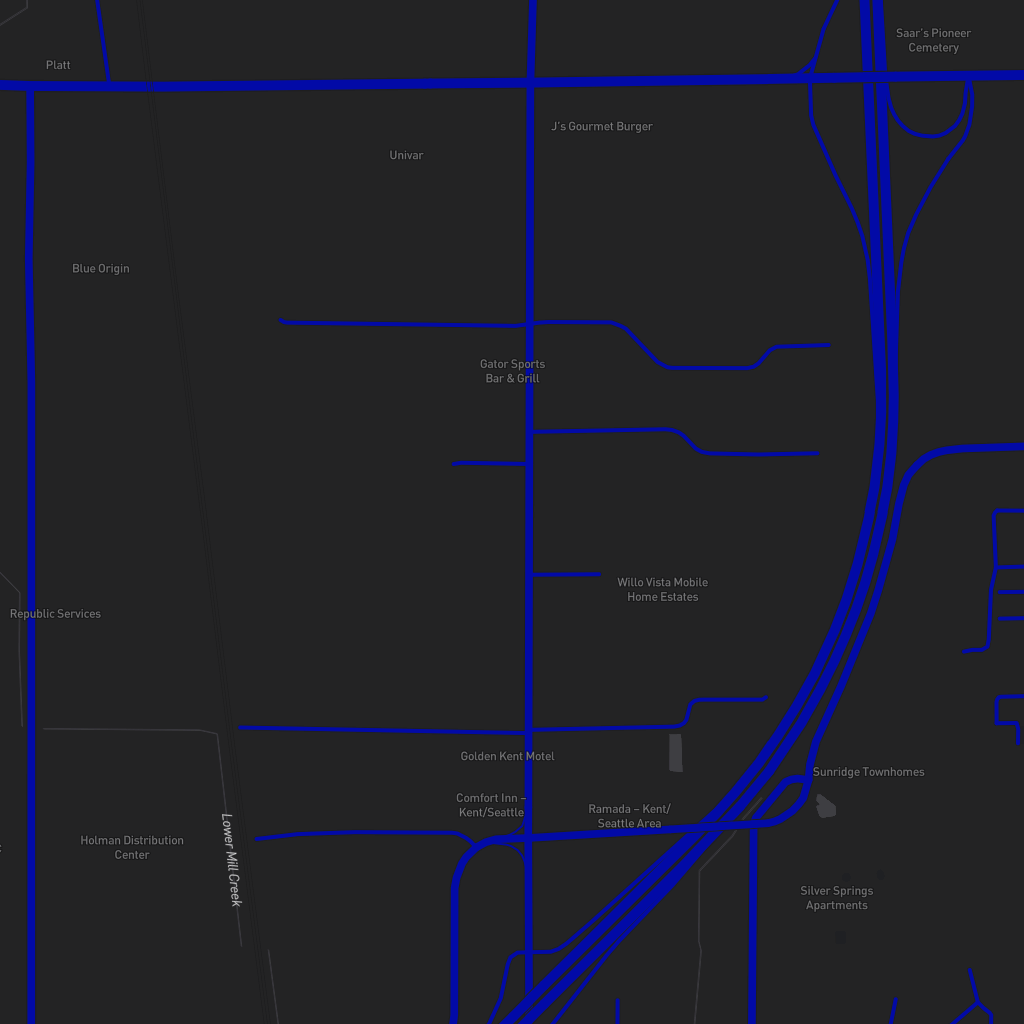 Saar's Pioneer
Cemetery
Platt
J's Gourmet Burger
Univar
Blue Origin
Gator Sports
Bar & Grill
Willo Vista Mobile
Home Estates
Republic Services
Golden Kent Motel
Sunridge Townhomes
Comfort Inn –
Kent/Seattle
Ramada – Kent/
Seattle Area
Lower Mill Creek
Holman Distribution
Center
Silver Springs
Apartments